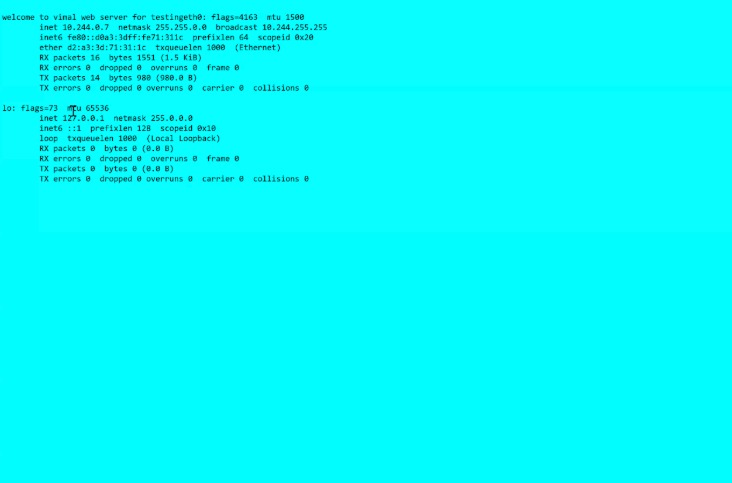 welcome to vimal web server for testingeth0: flags=4163  mtu 1500
inet 10.244.0.7  netmask 255.255.0.0  broadcast 10.244.255.255
inet6 fe80::d0a3:3dff:fe71:311c  prefixlen 64  scopeid 0x20
ether d2:a3:3d:71:31:1c  txqueuelen 1000  (Ethernet)
RX packets 16  bytes 1551 (1.5 KiB)
RX errors 0  dropped 0  overruns 0  frame 0
TX packets 14  bytes 980 (980.0 B)
TX errors 0  dropped 0 overruns 0  carrier 0  collisions 0
lo: flags=73  mtu 65536
inet 127.0.0.1  netmask 255.0.0.0
inet6 ::1  prefixlen 128  scopeid 0x10
loop  txqueuelen 1000  (Local Loopback)
RX packets 0  bytes 0 (0.0 B)
RX errors 0  dropped 0  overruns 0  frame 0
TX packets 0  bytes 0 (0.0 B)
TX errors 0  dropped 0 overruns 0  carrier 0  collisions 0